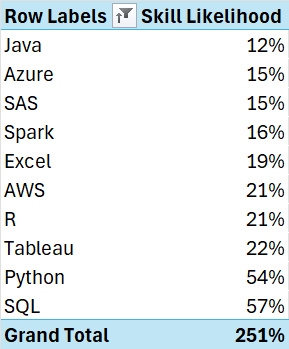 Row Labels Skill Likelihood
Java 12%
Azure 15%
SAS 15%
Spark 16%
Excel 19%
AWS 21%
R 21%
Tableau 22%
Python 54%
SQL 57%
Grand Total 251%